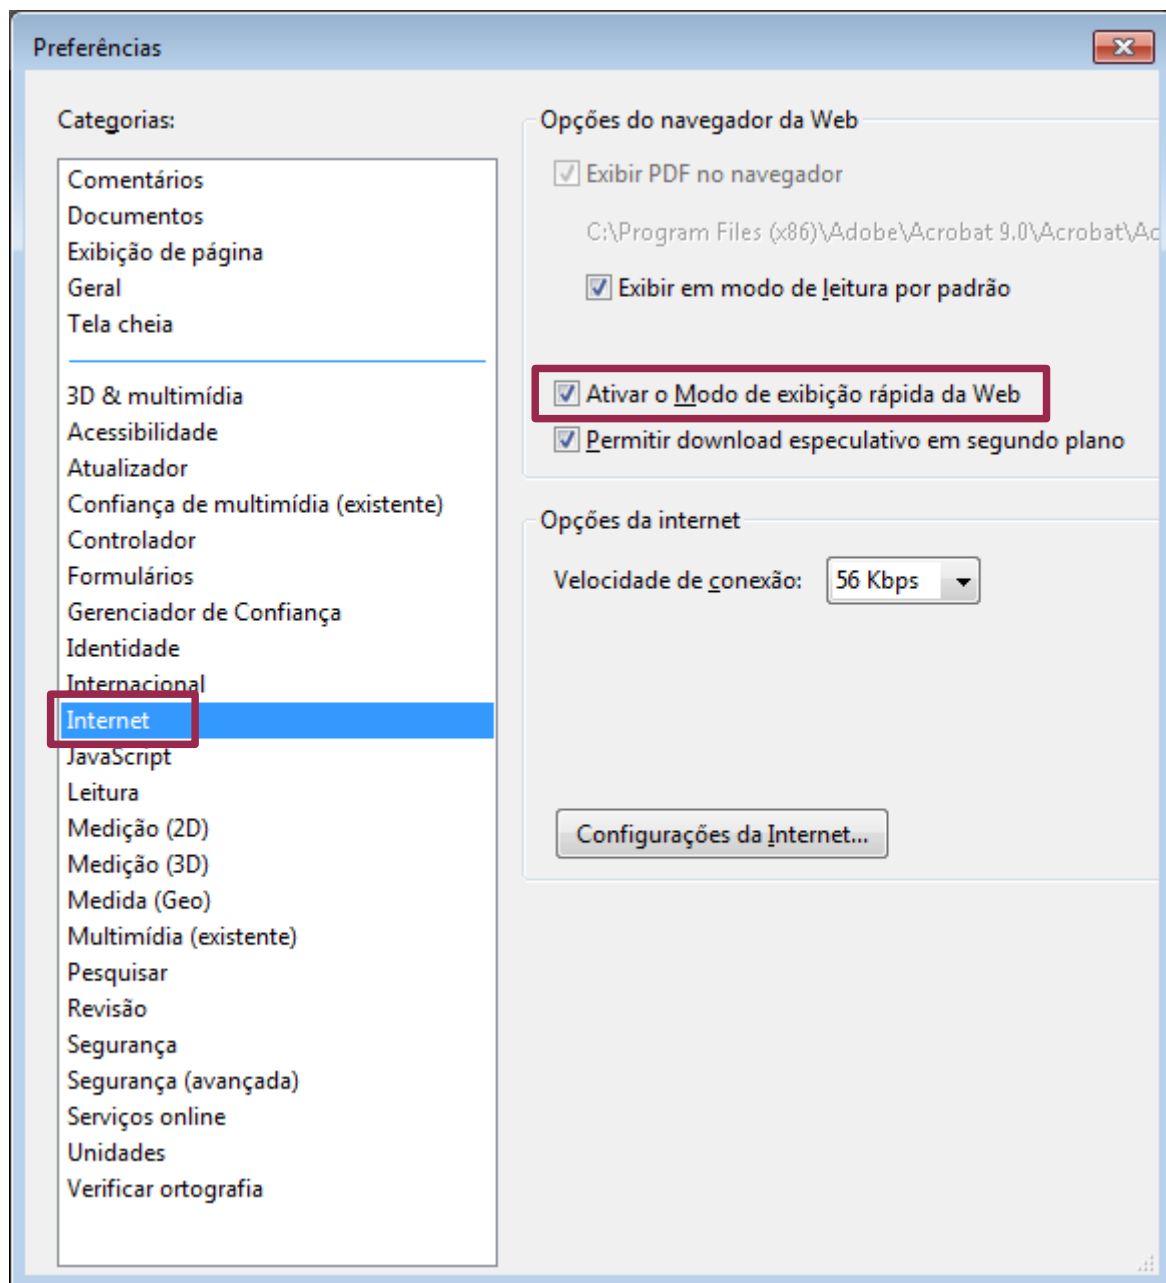 Preferências
Categorias:
Comentários
Documentos
Exibição de página
Geral
Tela cheia
3D & multimídia
Acessibilidade
Atualizador
Confiança de multimídia (existente)
Controlador
Formulários
Gerenciador de Confiança
Identidade
Internacional
Internet
JavaScript
Leitura
Medição (2D)
Medição (3D)
Medida (Geo)
Multimídia (existente)
Pesquisar
Revisão
Segurança
Segurança (avançada)
Serviços online
Unidades
Verificar ortografia
Opções do navegador da Web
Exibir PDF no navegador
C:\Program Files (x86)\Adobe\Acrobat 9.0\Acrobat\Ac
Exibir em modo de leitura por padrão
Ativar o Modo de exibição rápida da Web
Permitir download especulativo em segundo plano
Opções da internet
Velocidade de conexão: 56 Kbps
Configurações da Internet...